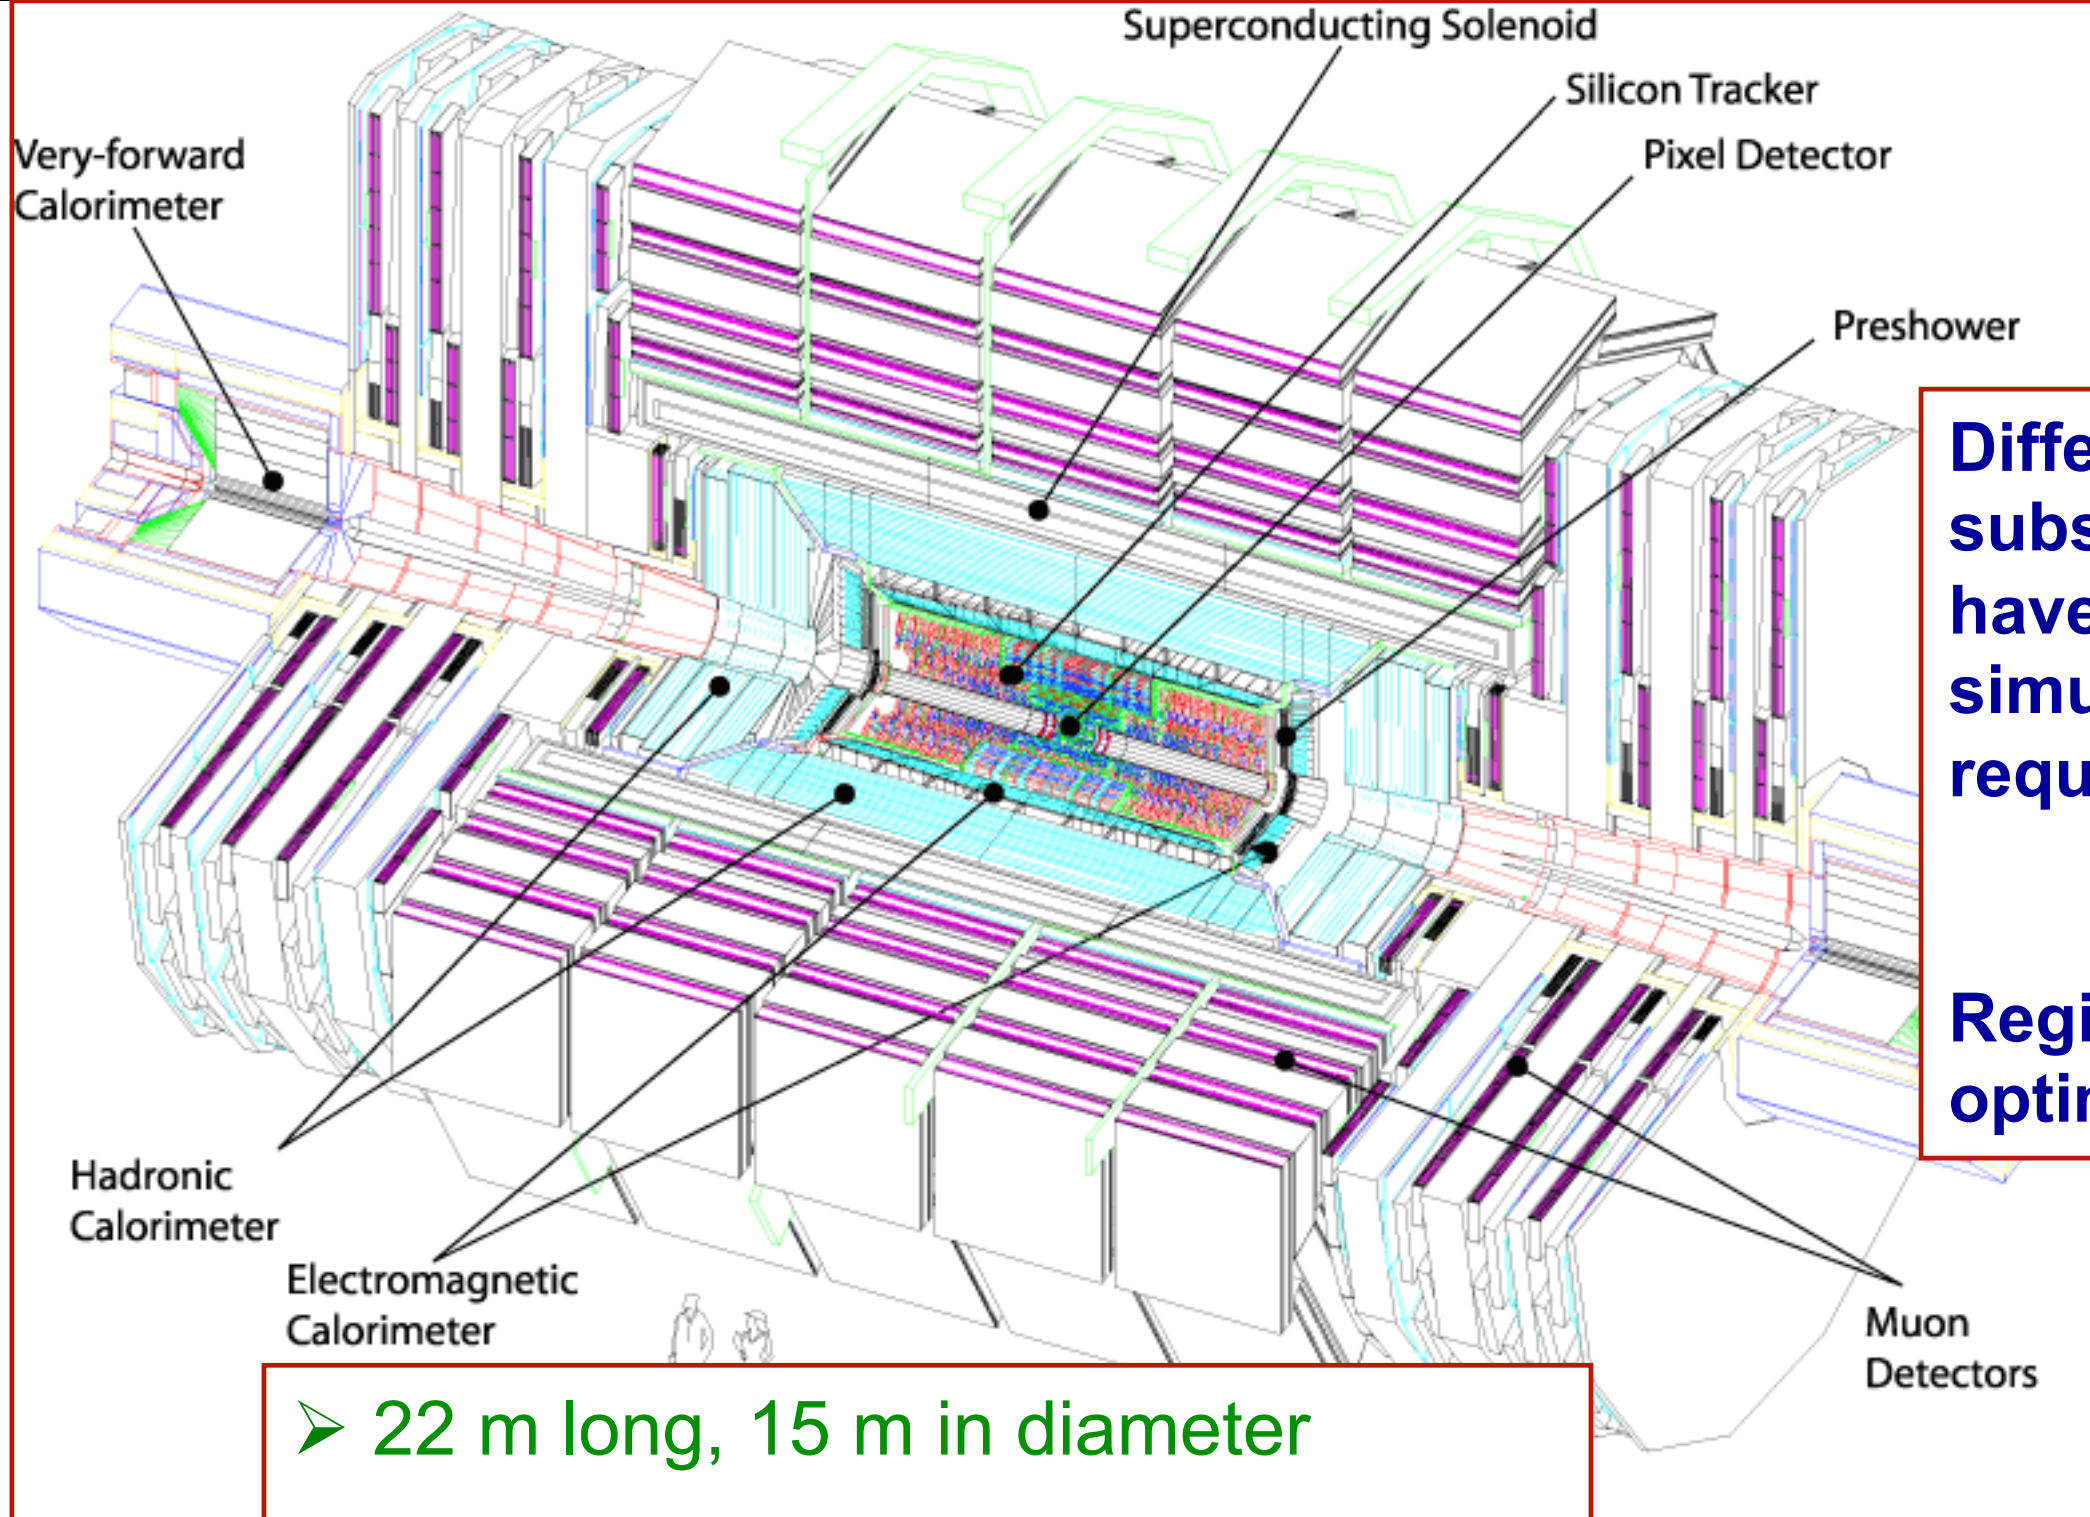 Superconducting Solenoid
Silicon Tracker
Pixel Detector
Very-forward
Calorimeter
Preshower
have
Hadronic
Calorimeter
Electromagnetic
Calorimeter
Muon
Detectors
➢ 22 m long, 15 m in diameter